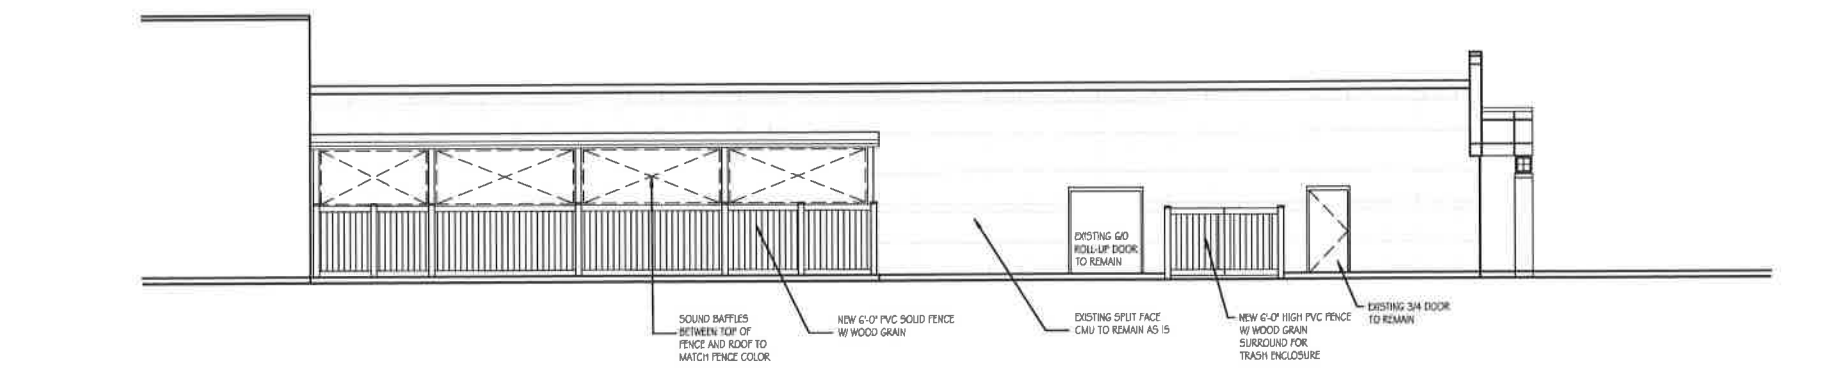 EXISTING 6/0
ROLL-UP DOOR
TO REMAIN
SOUND BAFFLES
BETWEEN TOP OF
FENCE AND ROOF TO
MATCH FENCE COLOR
NEW 6'-0" PVC SOLID FENCE
W/ WOOD GRAIN
EXISTING SPLIT FACE
CMU TO REMAIN AS IS
NEW 6'-0" HIGH PVC FENCE
W/ WOOD GRAIN
SURROUND FOR
TRASH ENCLOSURE
EXISTING 3/4 DOOR
TO REMAIN